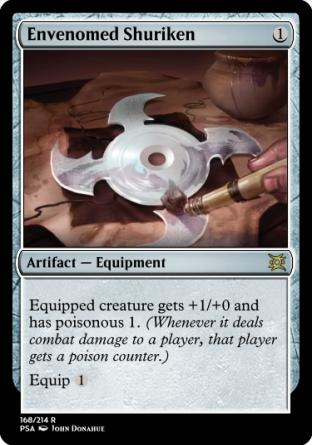 Envenomed Shuriken 1
Artifact — Equipment
Equipped creature gets +1/+0 and
has poisonous 1. (Whenever it deals
combat damage to a player, that player
gets a poison counter.)
Equip 1
168/214 R
PSA John Donahue